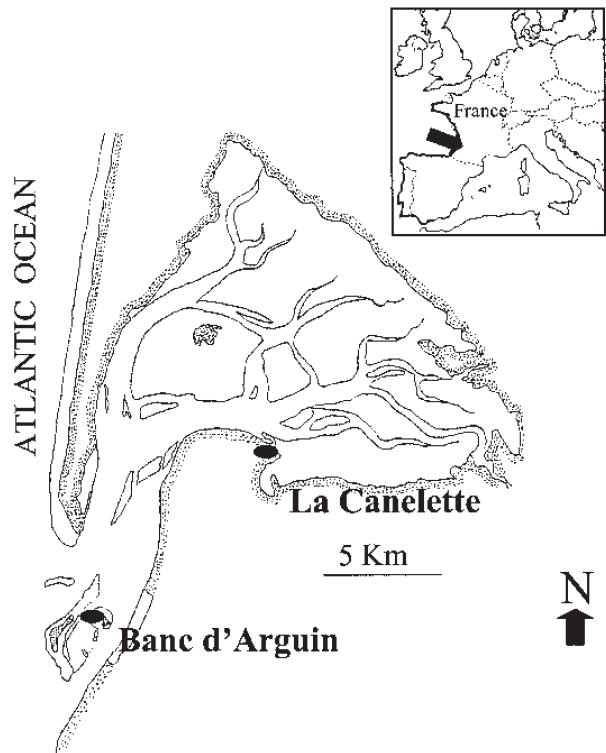 France
ATLANTIC OCEAN
La Canelette
5 Km
N
Banc d’Arguin